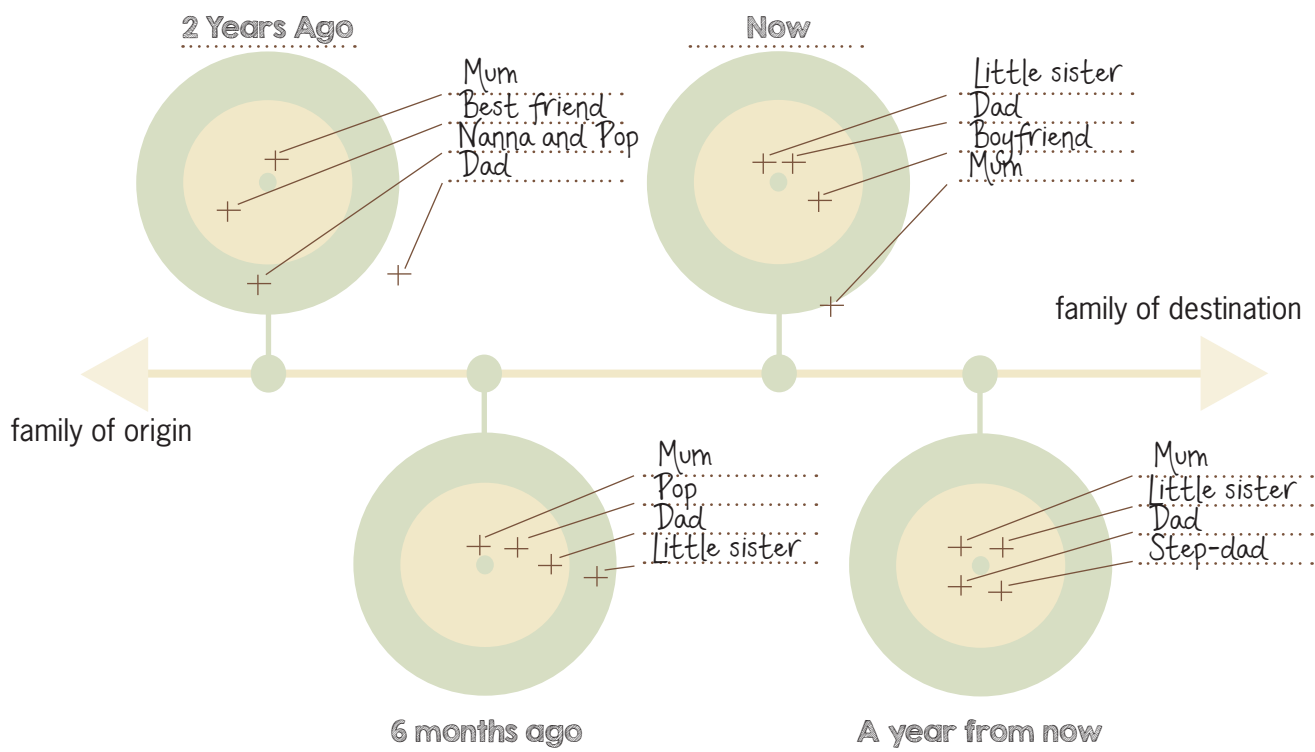 2 Years Ago
Mum
Best friend
Nanna and Pop
Dad
Now
Little sister
Dad
Boyfriend
Mum
family of destination
family of origin
Mum
Pop
Dad
Little sister
6 months ago
Mum
Little sister
Dad
Step-dad
A year from now